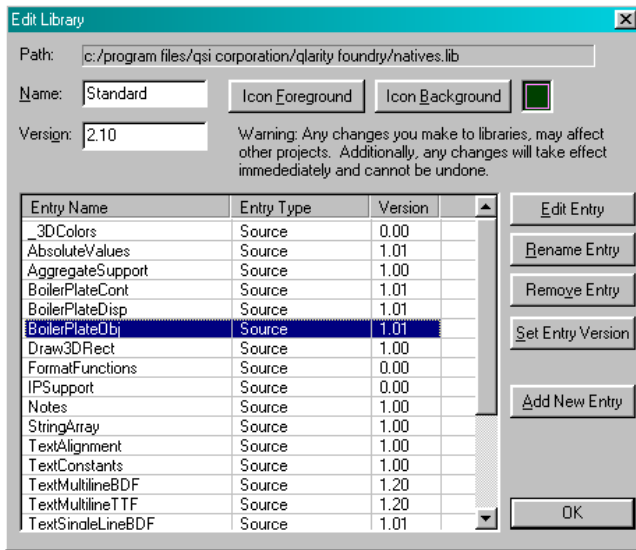 Edit Library
Path: c:/program files/qsi corporation/qlarity foundry/natives.lib
Name: Standard Icon Foreground Icon Background
Version: 2.10
Warning: Any changes you make to libraries, may affect
other projects. Additionally, any changes will take effect
immedediately and cannot be undone.
Entry Name Entry Type Version
_3DColors Source 0.00
AbsoluteValues Source 1.01
AggregateSupport Source 1.00
BoilerPlateCont Source 1.01
BoilerPlateDisp Source 1.01
BoilerPlateObj Source 1.01
Draw3DRect Source 1.00
FormatFunctions Source 0.00
IPSupport Source 0.00
Notes Source 1.00
StringArray Source 1.00
TextAlignment Source 1.00
TextConstants Source 1.00
TextMultilineBDF Source 1.20
TextMultilineTTF Source 1.20
TextSingleLineBDF Source 1.01
Edit Entry
Rename Entry
Remove Entry
Set Entry Version
Add New Entry
OK